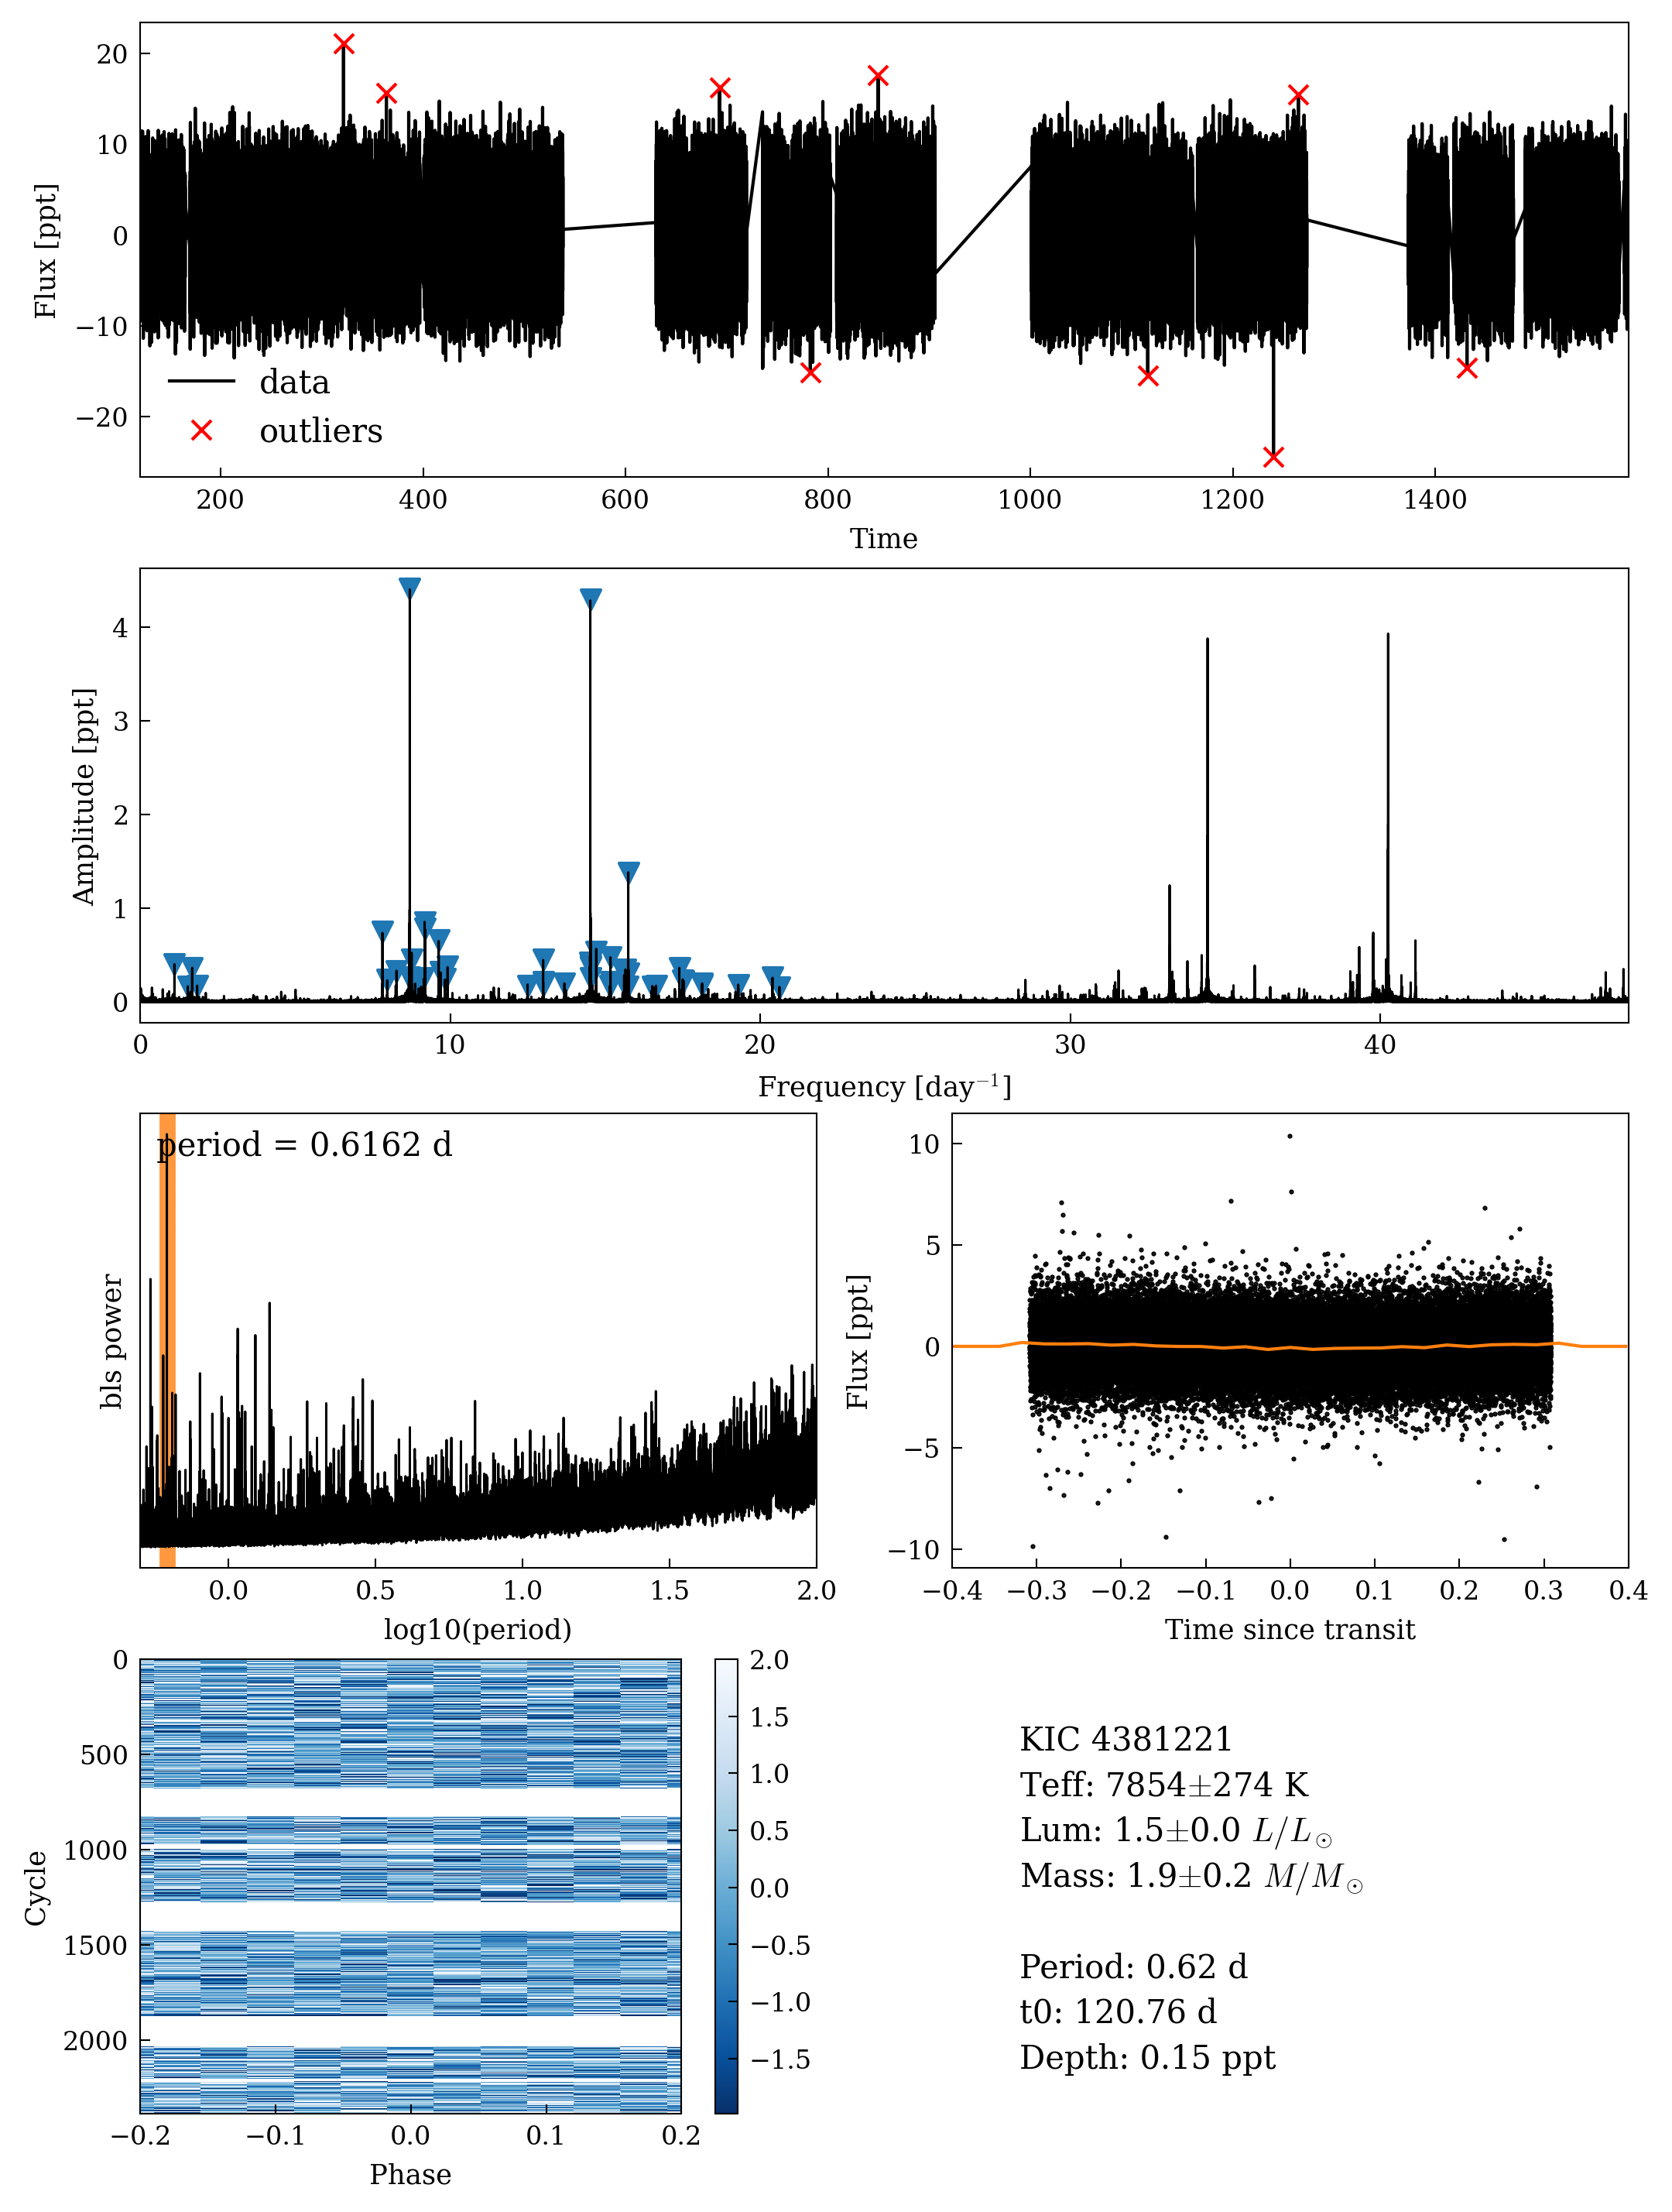 20
10
0
−10
−20
Flux [ppt]
data
outliers
200 400 600 800 1000 1200 1400
Time
4
3
2
1
0
Amplitude [ppt]
0 10 20 30 40
Frequency [day⁻¹]
period = 0.6162 d
bls power
0.0 0.5 1.0 1.5 2.0
log10(period)
10
5
0
−5
−10
Flux [ppt]
−0.4 −0.3 −0.2 −0.1 0.0 0.1 0.2 0.3 0.4
Time since transit
0
500
1000
1500
2000
Cycle
−0.2 −0.1 0.0 0.1 0.2
Phase
2.0
1.5
1.0
0.5
0.0
−0.5
−1.0
−1.5
KIC 4381221
Teff: 7854±274 K
Lum: 1.5±0.0 L/L☉
Mass: 1.9±0.2 M/M☉
Period: 0.62 d
t0: 120.76 d
Depth: 0.15 ppt